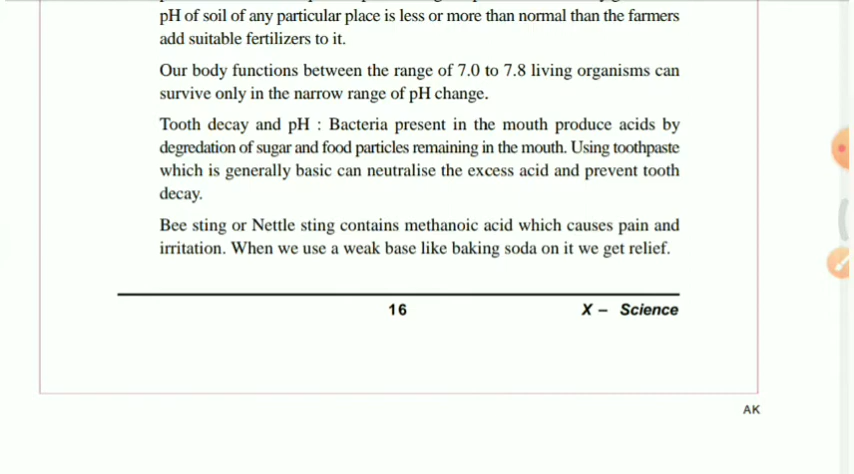 pH of soil of any particular place is less or more than normal than the farmers
add suitable fertilizers to it.
Our body functions between the range of 7.0 to 7.8 living organisms can
survive only in the narrow range of pH change.
Tooth decay and pH : Bacteria present in the mouth produce acids by
degredation of sugar and food particles remaining in the mouth. Using toothpaste
which is generally basic can neutralise the excess acid and prevent tooth
decay.
Bee sting or Nettle sting contains methanoic acid which causes pain and
irritation. When we use a weak base like baking soda on it we get relief.
16 X – Science
AK